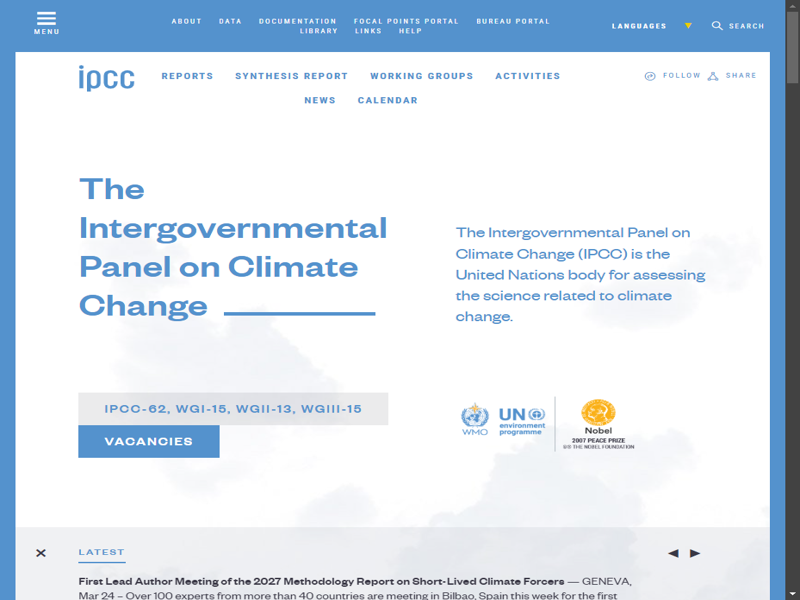 MENU
ABOUT DATA DOCUMENTATION FOCAL POINTS PORTAL BUREAU PORTAL
LIBRARY LINKS HELP
LANGUAGES
SEARCH
ipcc
REPORTS SYNTHESIS REPORT WORKING GROUPS ACTIVITIES
NEWS CALENDAR
FOLLOW SHARE
The
Intergovernmental
Panel on Climate
Change
The Intergovernmental Panel on
Climate Change (IPCC) is the
United Nations body for assessing
the science related to climate
change.
IPCC-62, WGI-15, WGII-13, WGIII-15
VACANCIES
WMO
UN
environment
programme
Nobel
2007 PEACE PRIZE
©® THE NOBEL FOUNDATION
LATEST
First Lead Author Meeting of the 2027 Methodology Report on Short-Lived Climate Forcers — GENEVA,
Mar 24 – Over 100 experts from more than 40 countries are meeting in Bilbao, Spain this week for the first